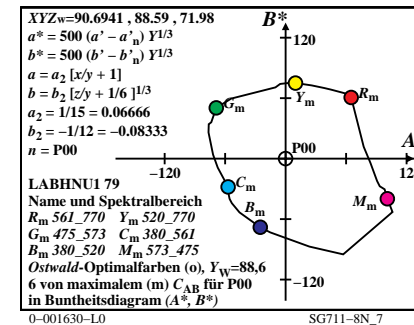 XYZw=90.6941 , 88.59 , 71.98
a* = 500 (a' – a'n) Y1/3
b* = 500 (b' – b'n) Y1/3
a = a2 [x/y + 1]
b = b2 [z/y + 1/6 ]1/3
a2 = 1/15 = 0.06666
b2 = –1/12 = –0.08333
n = P00
–120
LABHNU1 79
Name und Spektralbereich
Rm 561_770 Ym 520_770
Gm 475_573 Cm 380_561
Bm 380_520 Mm 573_475
Ostwald-Optimalfarben (o), YW=88,6
6 von maximalem (m) CAB für P00
in Buntheitsdiagram (A*, B*)
B*
120
Rm
Ym
Gm
P00
A
12
Cm
Bm
Mm
–120
0–001630–L0
SG711–8N_7